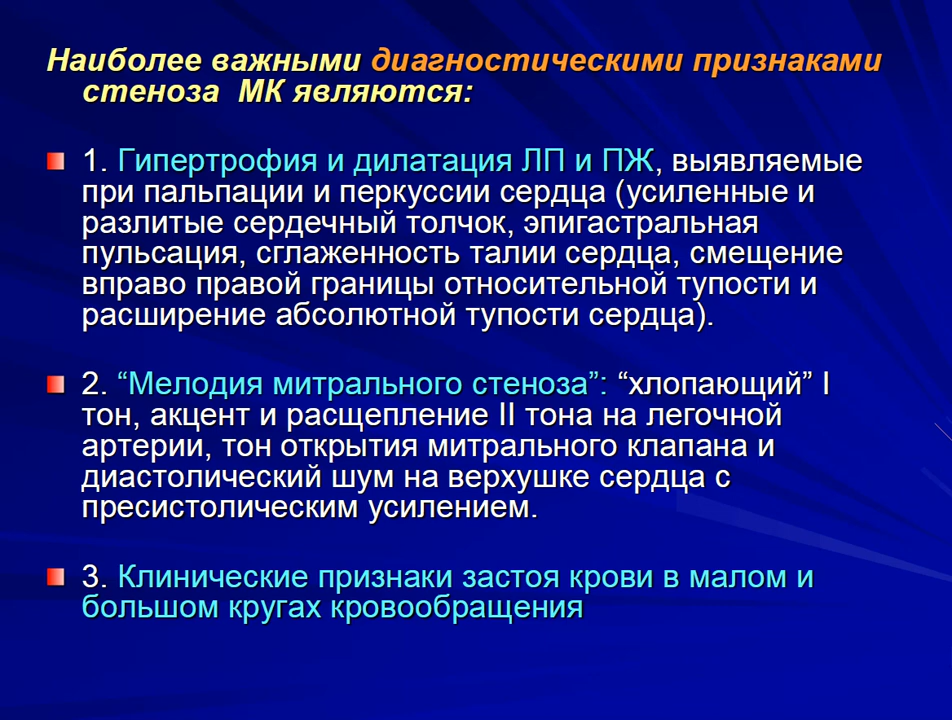 Наиболее важными диагностическими признаками
стеноза МК являются:
1. Гипертрофия и дилатация ЛП и ПЖ, выявляемые
при пальпации и перкуссии сердца (усиленные и
разлитые сердечный толчок, эпигастральная
пульсация, сглаженность талии сердца, смещение
вправо правой границы относительной тупости и
расширение абсолютной тупости сердца).
2. “Мелодия митрального стеноза”: “хлопающий” I
тон, акцент и расщепление II тона на легочной
артерии, тон открытия митрального клапана и
диастолический шум на верхушке сердца с
пресистолическим усилением.
3. Клинические признаки застоя крови в малом и
большом кругах кровообращения